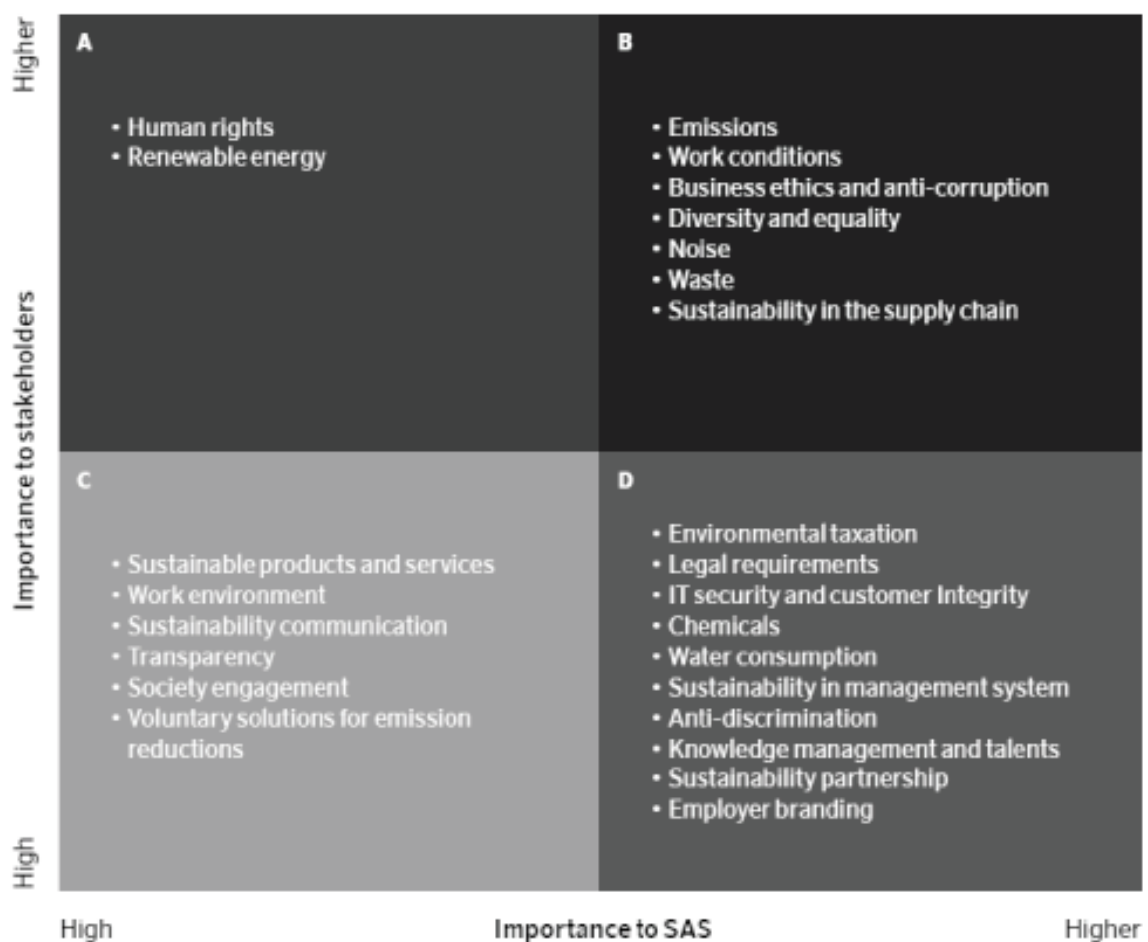 Higher
Importance to stakeholders
High
A
• Human rights
• Renewable energy
B
• Emissions
• Work conditions
• Business ethics and anti-corruption
• Diversity and equality
• Noise
• Waste
• Sustainability in the supply chain
C
• Sustainable products and services
• Work environment
• Sustainability communication
• Transparency
• Society engagement
• Voluntary solutions for emission
reductions
D
• Environmental taxation
• Legal requirements
• IT security and customer Integrity
• Chemicals
• Water consumption
• Sustainability in management system
• Anti-discrimination
• Knowledge management and talents
• Sustainability partnership
• Employer branding
High
Importance to SAS
Higher